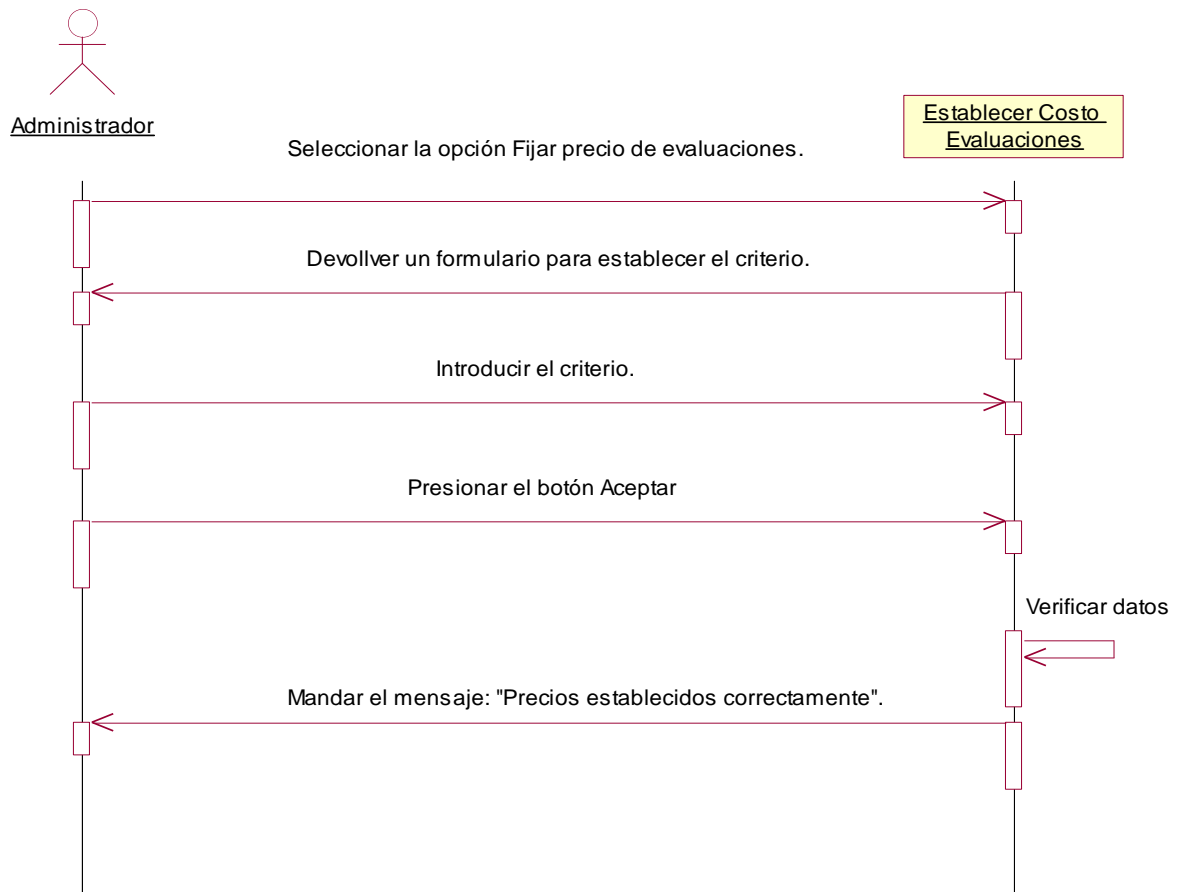 Administrador
Establecer Costo
Evaluaciones
Seleccionar la opción Fijar precio de evaluaciones.
Devollver un formulario para establecer el criterio.
Introducir el criterio.
Presionar el botón Aceptar
Verificar datos
Mandar el mensaje: "Precios establecidos correctamente".